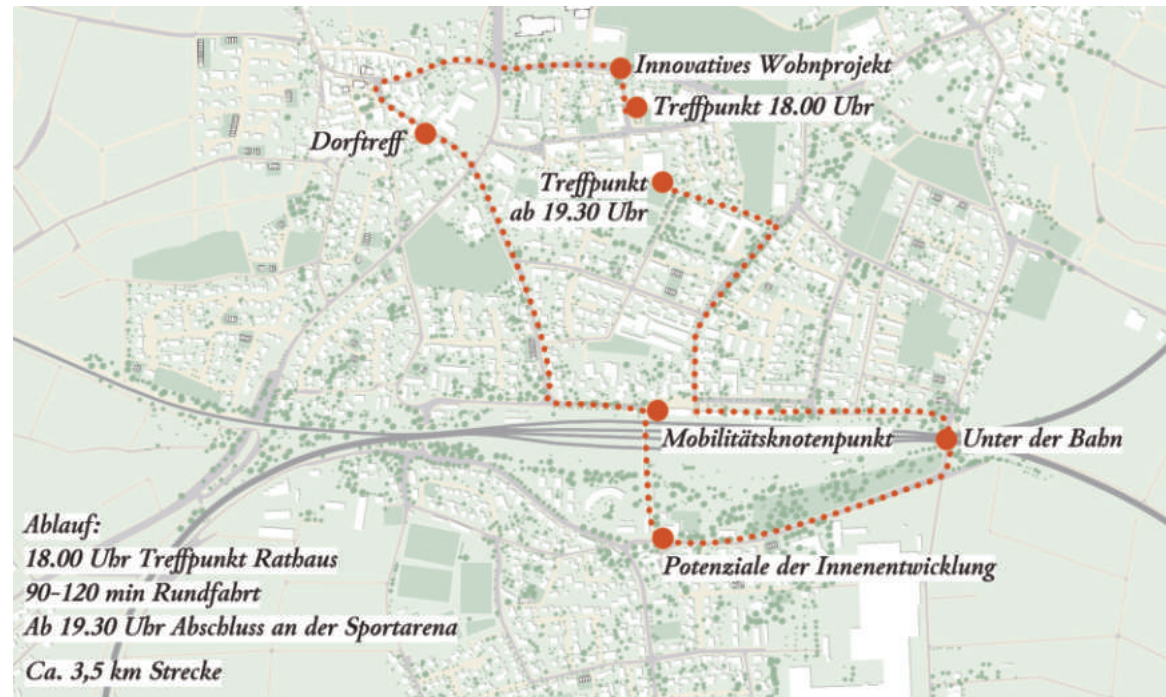 Innovatives Wohnprojekt
Treffpunkt 18.00 Uhr
Dorftreff
Treffpunkt
ab 19.30 Uhr
Mobilitätsknotenpunkt
Unter der Bahn
Potenziale der Innenentwicklung
Ablauf:
18.00 Uhr Treffpunkt Rathaus
90-120 min Rundfahrt
Ab 19.30 Uhr Abschluss an der Sportarena
Ca. 3,5 km Strecke